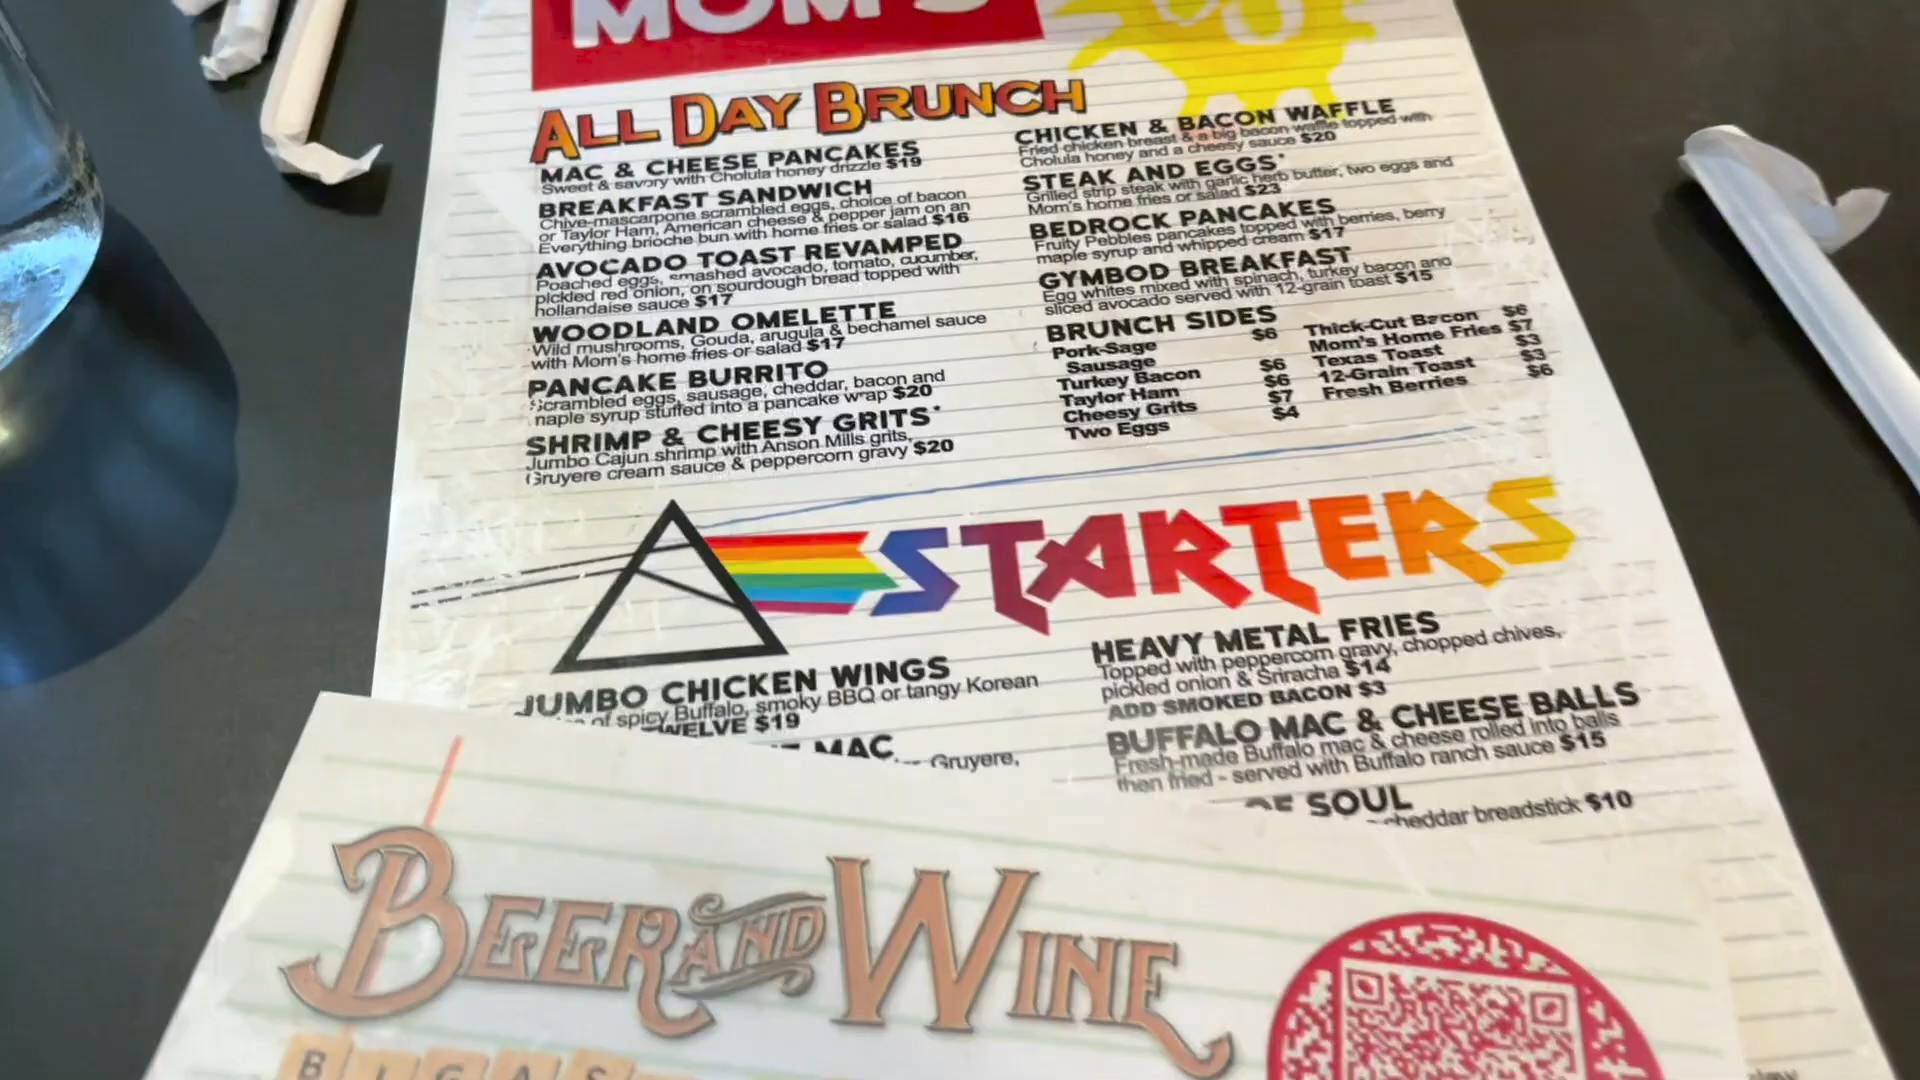 MOM'S
ALL DAY BRUNCH
MAC & CHEESE PANCAKES
Sweet & savory with Cholula honey drizzle $19
BREAKFAST SANDWICH
Chive-mascarpone scrambled eggs, choice of bacon
or Taylor Ham, American cheese & pepper jam on an
Everything brioche bun with home fries or salad $16
AVOCADO TOAST REVAMPED
Poached eggs, smashed avocado, tomato, cucumber,
pickled red onion, on sourdough bread topped with
hollandaise sauce $17
WOODLAND OMELETTE
Wild mushrooms, Gouda, arugula & bechamel sauce
with Mom's home fries or salad $17
PANCAKE BURRITO
Scrambled eggs, sausage, cheddar, bacon and
maple syrup stuffed into a pancake wrap $20
SHRIMP & CHEESY GRITS*
Jumbo Cajun shrimp with Anson Mills grits,
Gruyere cream sauce & peppercorn gravy $20
CHICKEN & BACON WAFFLE
Fried chicken breast & a big bacon waffle topped with
Cholula honey and a cheesy sauce $20
STEAK AND EGGS*
Grilled strip steak with garlic herb butter, two eggs and
Mom's home fries or salad $23
BEDROCK PANCAKES
Fruity Pebbles pancakes topped with berries, berry
maple syrup and whipped cream $17
GYMBOD BREAKFAST
Egg whites mixed with spinach, turkey bacon and
sliced avocado served with 12-grain toast $15
BRUNCH SIDES
Pork-Sage $6
Sausage
Turkey Bacon $6
Taylor Ham $6
Cheesy Grits $7
Two Eggs $4
Thick-Cut Bacon $6
Mom's Home Fries $7
Texas Toast $3
12-Grain Toast $3
Fresh Berries $6
STARTERS
JUMBO CHICKEN WINGS
of spicy Buffalo, smoky BBQ or tangy Korean
TWELVE $19
MAC
Gruyere,
HEAVY METAL FRIES
Topped with peppercorn gravy, chopped chives,
pickled onion & Sriracha $14
ADD SMOKED BACON $3
BUFFALO MAC & CHEESE BALLS
Fresh-made Buffalo mac & cheese rolled into balls
then fried - served with Buffalo ranch sauce $15
OF SOUL
cheddar breadstick $10
BEER AND WINE